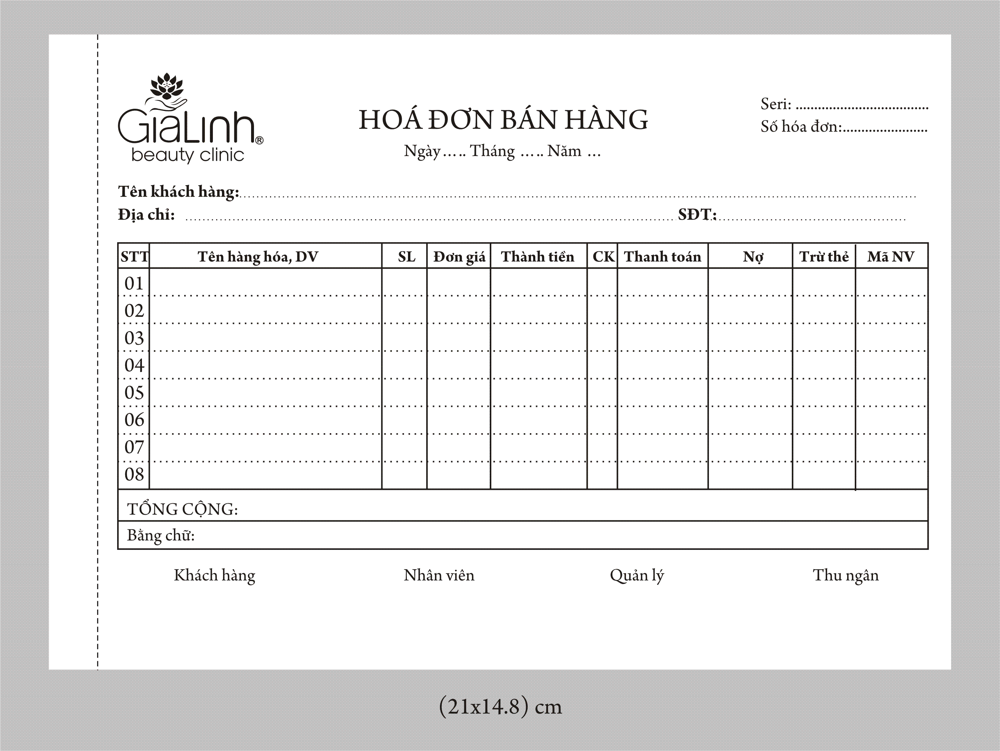 GiaLinh®
beauty clinic
HOÁ ĐƠN BÁN HÀNG
Ngày ..... Tháng ..... Năm ...
Seri: ....................................
Số hóa đơn:.......................
Tên khách hàng:....................
Địa chỉ: .................... SĐT:....................
STT Tên hàng hóa, DV SL Đơn giá Thành tiền CK Thanh toán Nợ Trừ thẻ Mã NV
01
02
03
04
05
06
07
08
TỔNG CỘNG:
Bằng chữ:
Khách hàng Nhân viên Quản lý Thu ngân
(21x14.8) cm